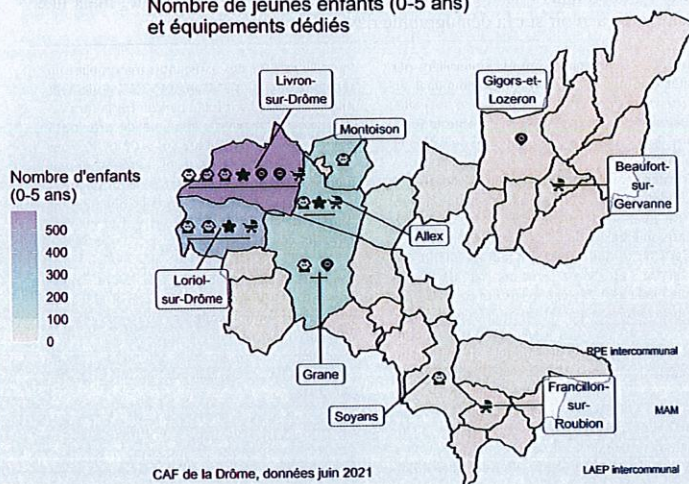 Nombre de jeunes enfants (0-5 ans)
et équipements dédiés
Livron-
sur-Drôme
Gigors-et-
Lozeron
Montoison
Nombre d'enfants
(0-5 ans)
500
400
300
200
100
0
Beaufort-
sur-
Gervanne
Allex
Loriol-
sur-Drôme
Grane
Soyans
RPE intercommunal
Francillon-
sur-
Roubion
MAM
CAF de la Drôme, données juin 2021
LAEP intercommunal